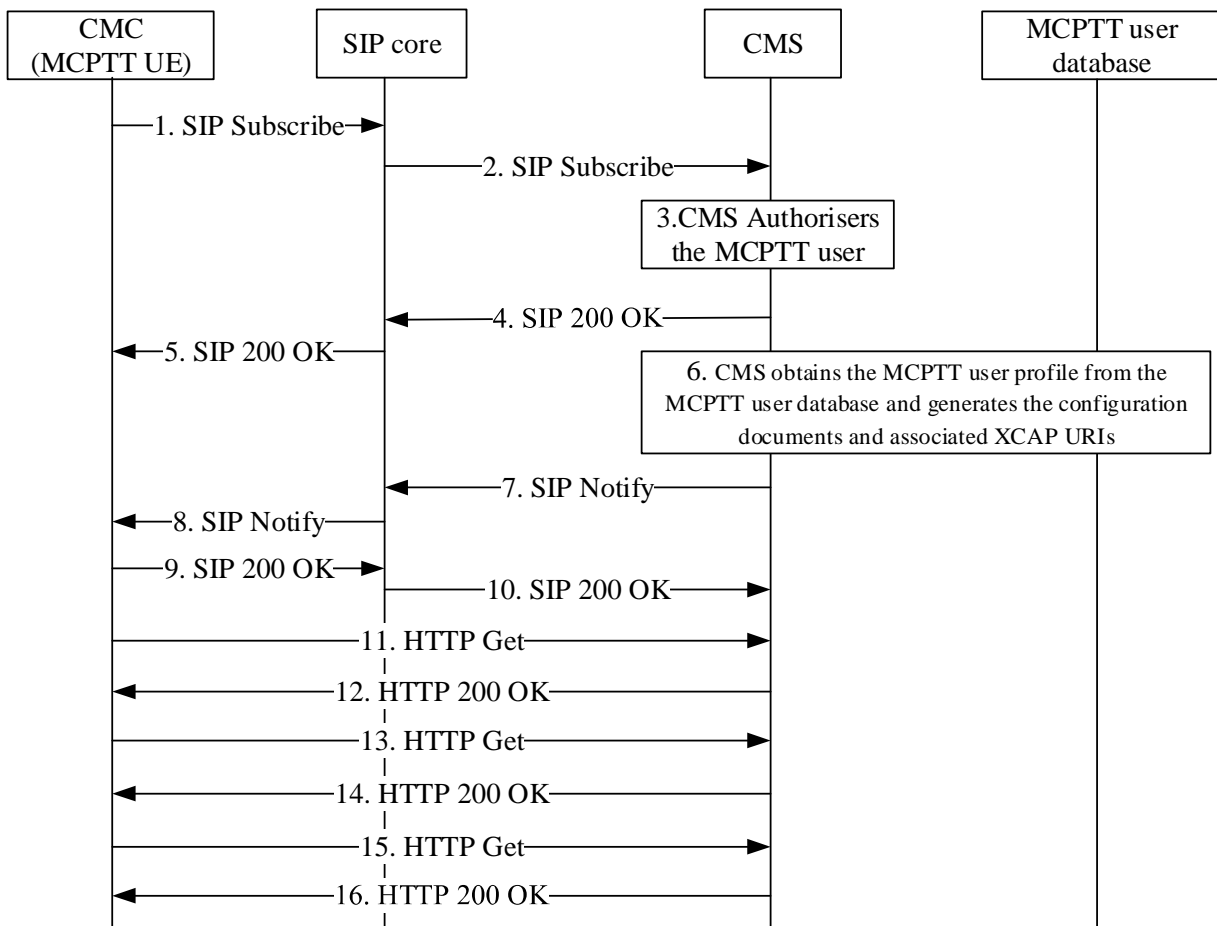 CMC
(MCPTT UE)
SIP core
CMS
MCPTT user
database
1. SIP Subscribe
2. SIP Subscribe
3.CMS Authorisers
the MCPTT user
4. SIP 200 OK
5. SIP 200 OK
6. CMS obtains the MCPTT user profile from the
MCPTT user database and generates the configuration
documents and associated XCAP URIs
7. SIP Notify
8. SIP Notify
9. SIP 200 OK
10. SIP 200 OK
11. HTTP Get
12. HTTP 200 OK
13. HTTP Get
14. HTTP 200 OK
15. HTTP Get
16. HTTP 200 OK